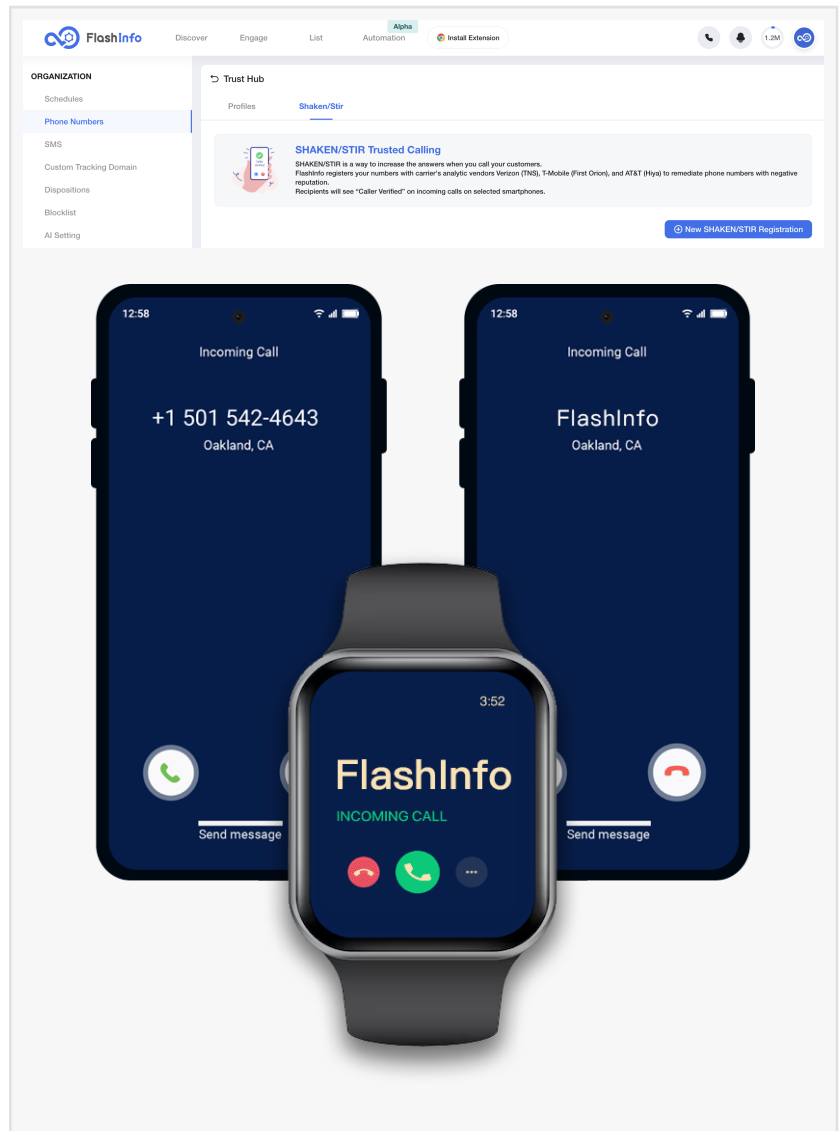 Alpha
FlashInfo Discover Engage List Automation Install Extension 1.2M
ORGANIZATION
Schedules
Phone Numbers
SMS
Custom Tracking Domain
Dispositions
Blocklist
AI Setting
Trust Hub
Profiles Shaken/Stir
SHAKEN/STIR Trusted Calling
SHAKEN/STIR is a way to increase the answers when you call your customers.
FlashInfo registers your numbers with carrier's analytic vendors Verizon (TNS), T-Mobile (First Orion), and AT&T (Hiya) to remediate phone numbers with negative
reputation.
Recipients will see "Caller Verified" on incoming calls on selected smartphones.
New SHAKEN/STIR Registration
12:58
Incoming Call
+1 501 542-4643
Oakland, CA
Send message
12:58
Incoming Call
FlashInfo
Oakland, CA
Send message
3:52
FlashInfo
INCOMING CALL